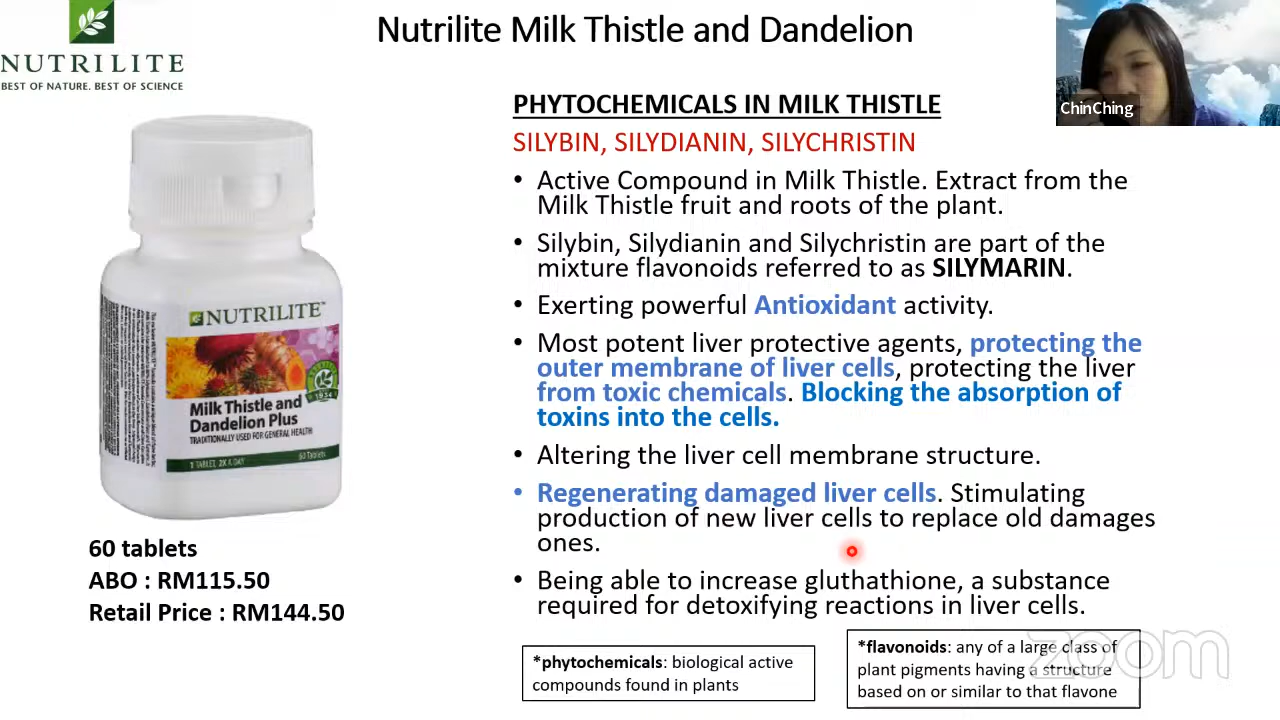 Nutrilite Milk Thistle and Dandelion
NUTRILITE
BEST OF NATURE. BEST OF SCIENCE
ChinChing
PHYTOCHEMICALS IN MILK THISTLE
SILYBIN, SILYDIANIN, SILYCHRISTIN
• Active Compound in Milk Thistle. Extract from the
Milk Thistle fruit and roots of the plant.
• Silybin, Silydianin and Silychristin are part of the
mixture flavonoids referred to as SILYMARIN.
• Exerting powerful Antioxidant activity.
• Most potent liver protective agents, protecting the
outer membrane of liver cells, protecting the liver
from toxic chemicals. Blocking the absorption of
toxins into the cells.
• Altering the liver cell membrane structure.
• Regenerating damaged liver cells. Stimulating
production of new liver cells to replace old damages
ones.
• Being able to increase gluthathione, a substance
required for detoxifying reactions in liver cells.
NUTRILITE™
Milk Thistle and
Dandelion Plus
TRADITIONALLY USED FOR GENERAL HEALTH
1 TABLET, 2X A DAY
60 Tablets
60 tablets
ABO : RM115.50
Retail Price : RM144.50
*phytochemicals: biological active
compounds found in plants
*flavonoids: any of a large class of
plant pigments having a structure
based on or similar to that flavone
zoom